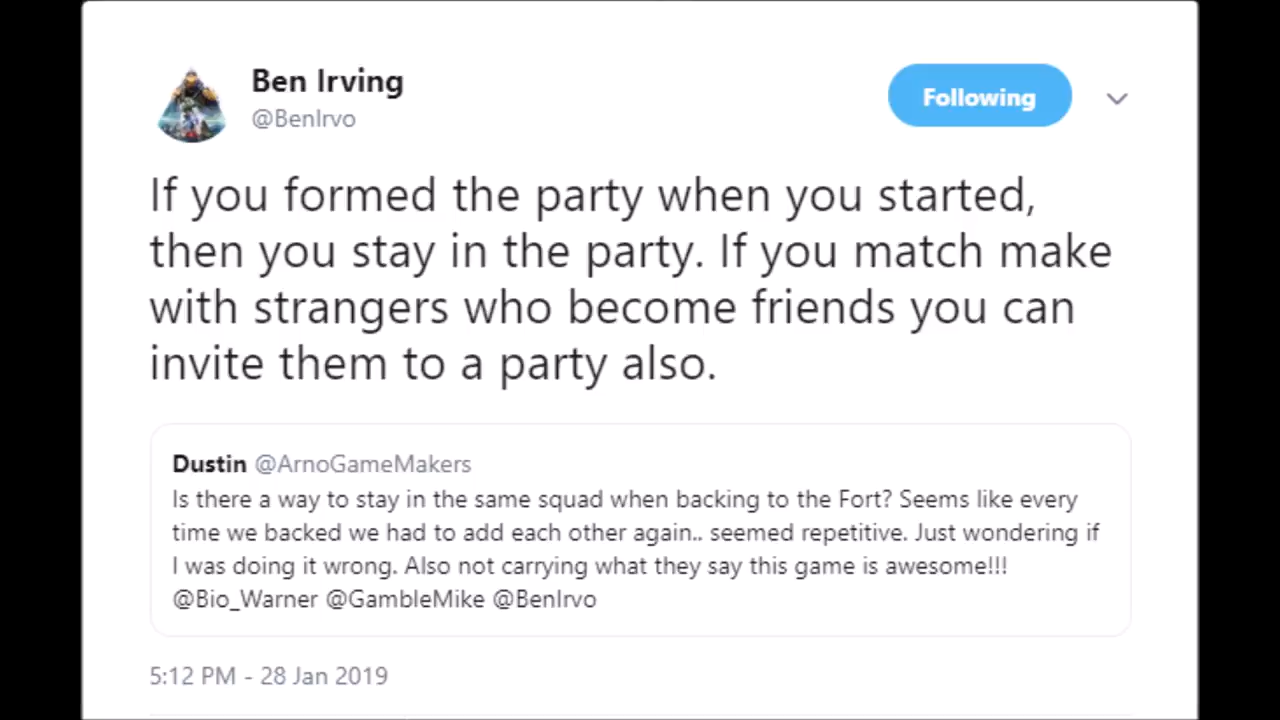 Ben Irving
@BenIrvo
Following
If you formed the party when you started,
then you stay in the party. If you match make
with strangers who become friends you can
invite them to a party also.
Dustin @ArnoGameMakers
Is there a way to stay in the same squad when backing to the Fort? Seems like every
time we backed we had to add each other again.. seemed repetitive. Just wondering if
I was doing it wrong. Also not carrying what they say this game is awesome!!!
@Bio_Warner @GambleMike @BenIrvo
5:12 PM - 28 Jan 2019